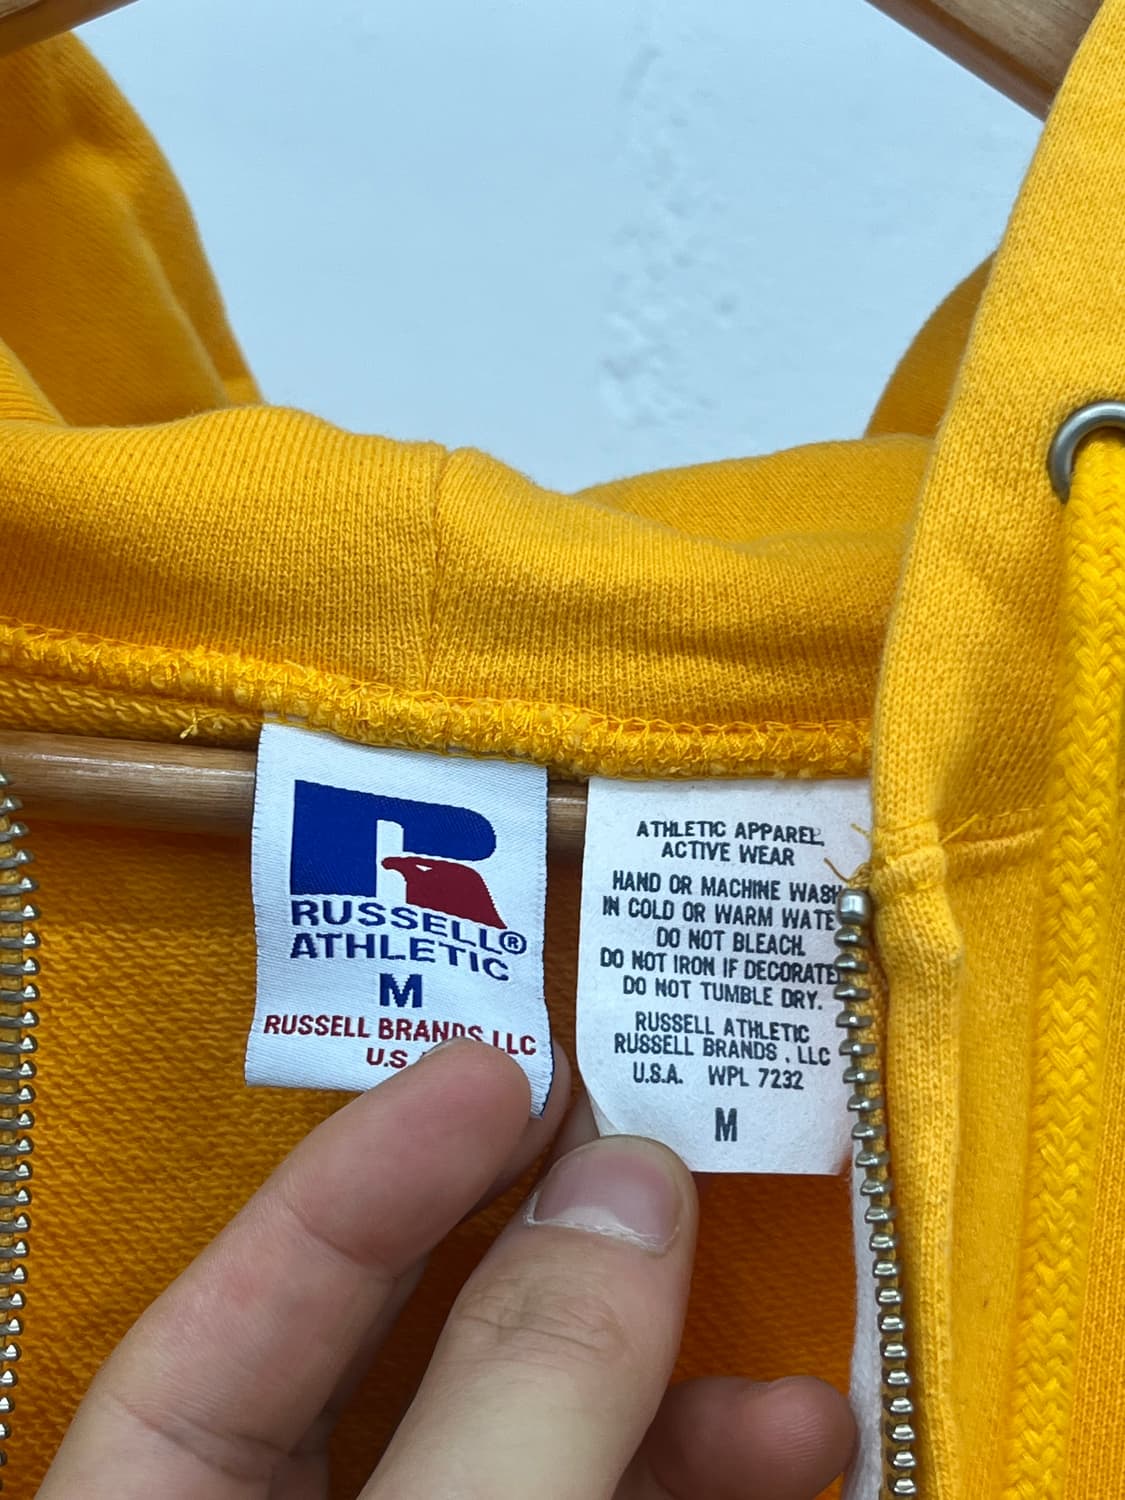 RUSSELL®
ATHLETIC
M
RUSSELL BRANDS LLC
U.S.
ATHLETIC APPAREL
ACTIVE WEAR
HAND OR MACHINE WASH
IN COLD OR WARM WATE
DO NOT BLEACH.
DO NOT IRON IF DECORATED
DO NOT TUMBLE DRY.
RUSSELL ATHLETIC
RUSSELL BRANDS , LLC
U.S.A. WPL 7232
M